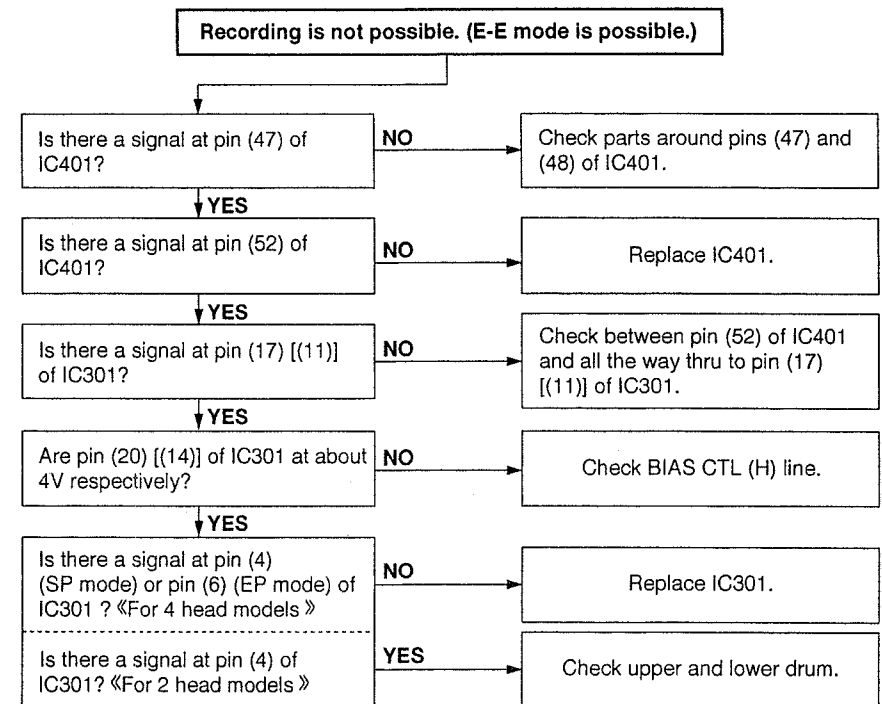 Recording is not possible. (E-E mode is possible.)
Is there a signal at pin (47) of
IC401?
NO
Check parts around pins (47) and
(48) of IC401.
YES
Is there a signal at pin (52) of
IC401?
NO
Replace IC401.
YES
Is there a signal at pin (17) [(11)]
of IC301?
NO
Check between pin (52) of IC401
and all the way thru to pin (17)
[(11)] of IC301.
YES
Are pin (20) [(14)] of IC301 at about
4V respectively?
NO
Check BIAS CTL (H) line.
YES
Is there a signal at pin (4)
(SP mode) or pin (6) (EP mode) of
IC301 ? 《For 4 head models 》
NO
Replace IC301.
Is there a signal at pin (4) of
IC301? 《For 2 head models 》
YES
Check upper and lower drum.